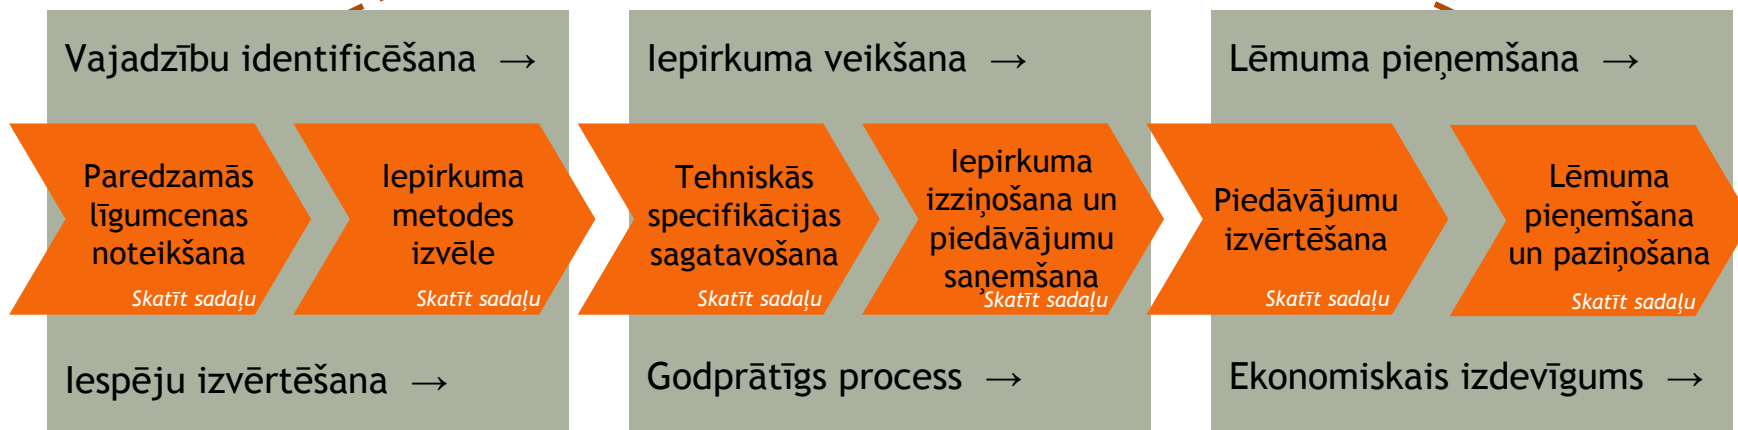 Vajadzību identificēšana →
Iepirkuma veikšana →
Lēmuma pieņemšana →
Paredzamās
līgumcenas
noteikšana
Skatīt sadaļu
Iepirkuma
metodes
izvēle
Skatīt sadaļu
Tehniskās
specifikācijas
sagatavošana
Skatīt sadaļu
Iepirkuma
izziņošana un
piedāvājumu
saņemšana
Skatīt sadaļu
Piedāvājumu
izvērtēšana
Skatīt sadaļu
Lēmuma
pieņemšana
un paziņošana
Skatīt sadaļu
Iespēju izvērtēšana →
Godprātīgs process →
Ekonomiskais izdevīgums →